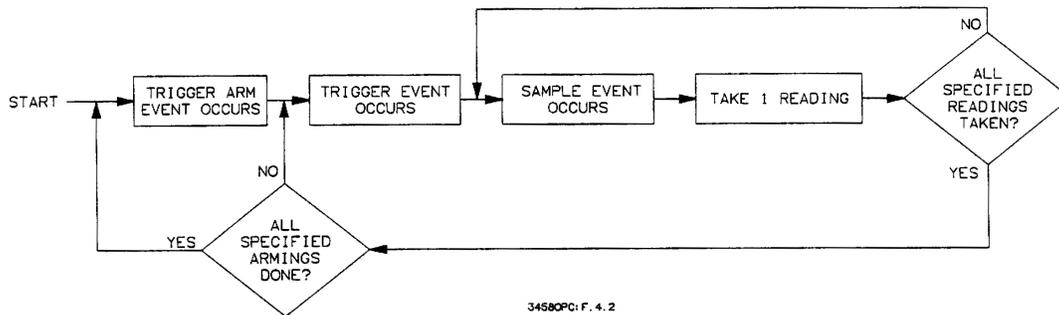 START
TRIGGER ARM
EVENT OCCURS
TRIGGER EVENT
OCCURS
SAMPLE EVENT
OCCURS
TAKE 1 READING
NO
ALL
SPECIFIED
READINGS
TAKEN?
YES
NO
YES
ALL
SPECIFIED
ARMINGS
DONE?
3458OPC:F.4.2